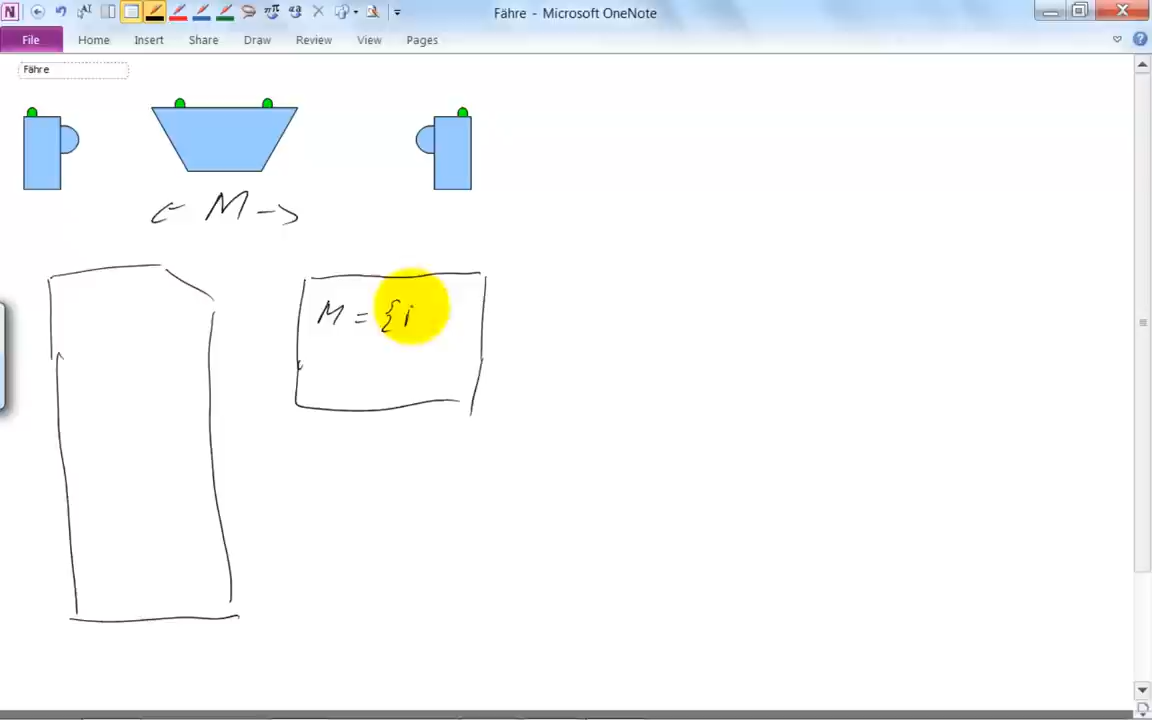 Fähre - Microsoft OneNote
File Home Insert Share Draw Review View Pages
Fähre
← M →
M = {i